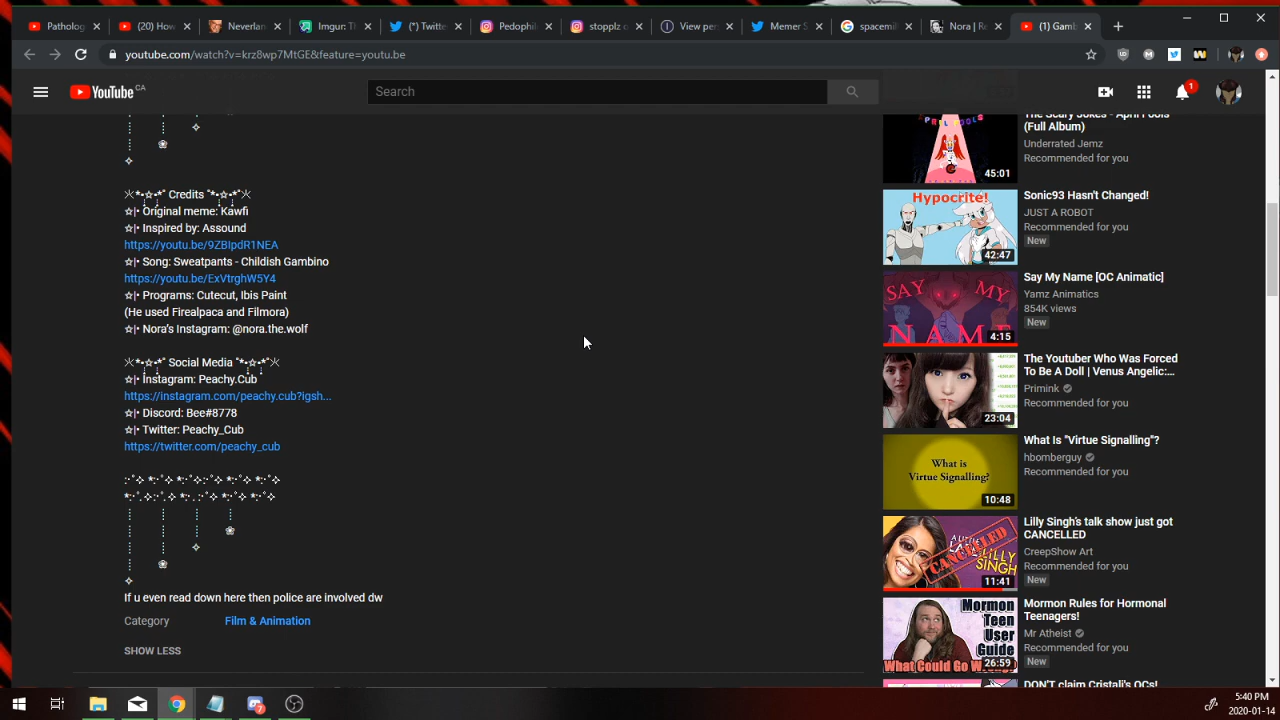 Patholog
(20) How
Neverlan
Imgur: T
(*) Twitte
Pedophil
stopplz o
View per
Memer S
spacemil
Nora | Re
(1) Gamb
youtube.com/watch?v=krz8wp7MtGE&feature=youtu.be
YouTube CA
Search
1
Credits
☆|• Original meme: Kawfi
☆|• Inspired by: Assound
https://youtu.be/9ZBIpdR1NEA
☆|• Song: Sweatpants - Childish Gambino
https://youtu.be/ExVtrghW5Y4
☆|• Programs: Cutecut, Ibis Paint
(He used Firealpaca and Filmora)
☆|• Nora's Instagram: @nora.the.wolf
Social Media
☆|• Instagram: Peachy.Cub
https://instagram.com/peachy.cub?igsh...
☆|• Discord: Bee#8778
☆|• Twitter: Peachy_Cub
https://twitter.com/peachy_cub
If u even read down here then police are involved dw
Category Film & Animation
SHOW LESS
45:01
The Scary Jokes - April Fools
(Full Album)
Underrated Jemz
Recommended for you
Hypocrite!
42:47
Sonic93 Hasn't Changed!
JUST A ROBOT
Recommended for you
New
SAY MY
NAME
4:15
Say My Name [OC Animatic]
Yamz Animatics
854K views
New
23:04
The Youtuber Who Was Forced
To Be A Doll | Venus Angelic:...
Primink
Recommended for you
What is
Virtue Signalling?
10:48
What Is "Virtue Signalling"?
hbomberguy
Recommended for you
CANCELLED
LILLY
SINGH
11:41
Lilly Singh's talk show just got
CANCELLED
CreepShow Art
Recommended for you
New
Mormon
Teen
User
Guide
What Could Go Wrong?
26:59
Mormon Rules for Hormonal
Teenagers!
Mr Atheist
Recommended for you
New
DON'T claim Cristali's OCs!
5:40 PM
2020-01-14